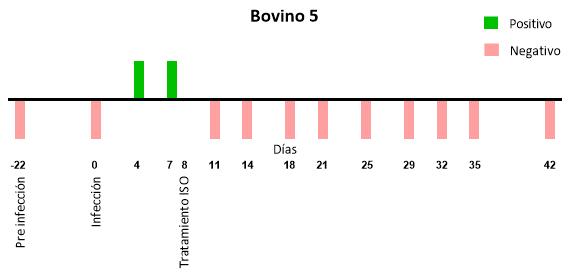 Bovino 5
Positivo
Negativo
Días
-22 0 4 7 8 11 14 18 21 25 29 32 35 42
Pre infección
Infección
Tratamiento ISO